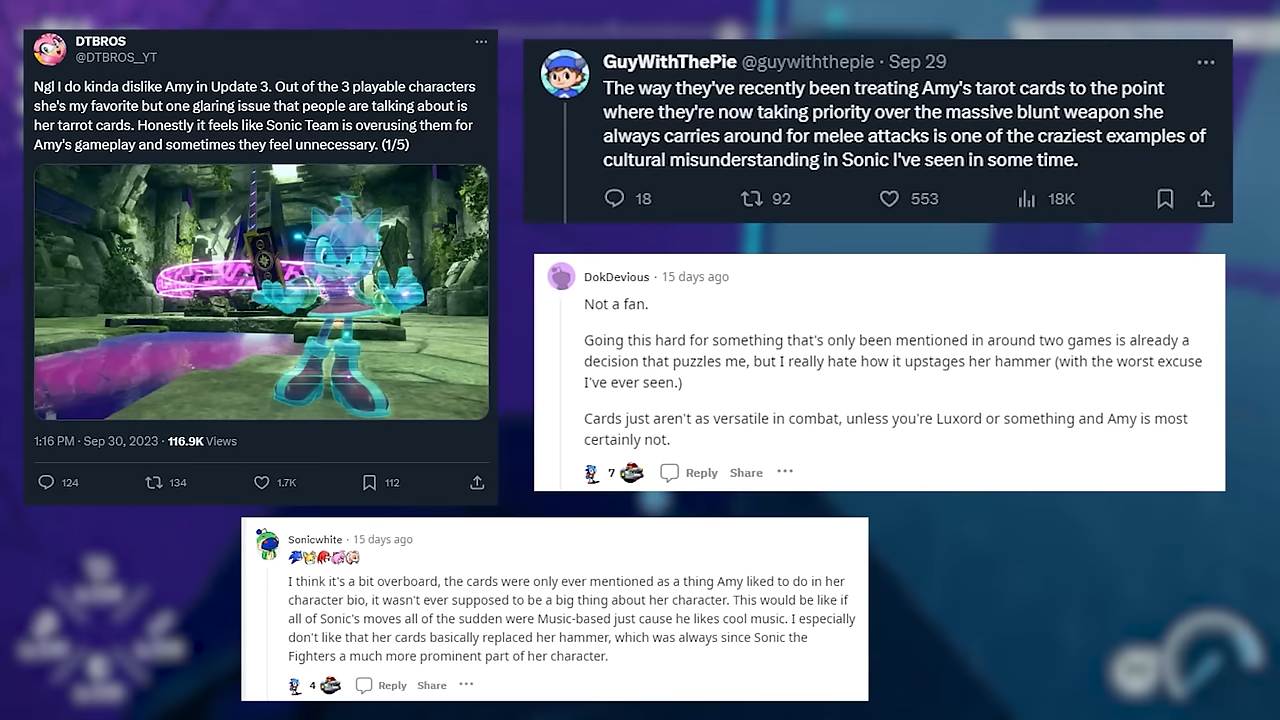 DTBROS
@DTBROS_YT
Ngl I do kinda dislike Amy in Update 3. Out of the 3 playable characters
she's my favorite but one glaring issue that people are talking about is
her tarrot cards. Honestly it feels like Sonic Team is overusing them for
Amy's gameplay and sometimes they feel unnecessary. (1/5)
1:16 PM · Sep 30, 2023 · 116.9K Views
124 134 1.7K 112
GuyWithThePie @guywiththepie · Sep 29
The way they've recently been treating Amy's tarot cards to the point
where they're now taking priority over the massive blunt weapon she
always carries around for melee attacks is one of the craziest examples of
cultural misunderstanding in Sonic I've seen in some time.
18 92 553 18K
DokDevious · 15 days ago
Not a fan.
Going this hard for something that's only been mentioned in around two games is already a
decision that puzzles me, but I really hate how it upstages her hammer (with the worst excuse
I've ever seen.)
Cards just aren't as versatile in combat, unless you're Luxord or something and Amy is most
certainly not.
7 Reply Share
Sonicwhite · 15 days ago
I think it's a bit overboard, the cards were only ever mentioned as a thing Amy liked to do in her
character bio, it wasn't ever supposed to be a big thing about her character. This would be like if
all of Sonic's moves all of the sudden were Music-based just cause he likes cool music. I especially
don't like that her cards basically replaced her hammer, which was always since Sonic the
Fighters a much more prominent part of her character.
4 Reply Share